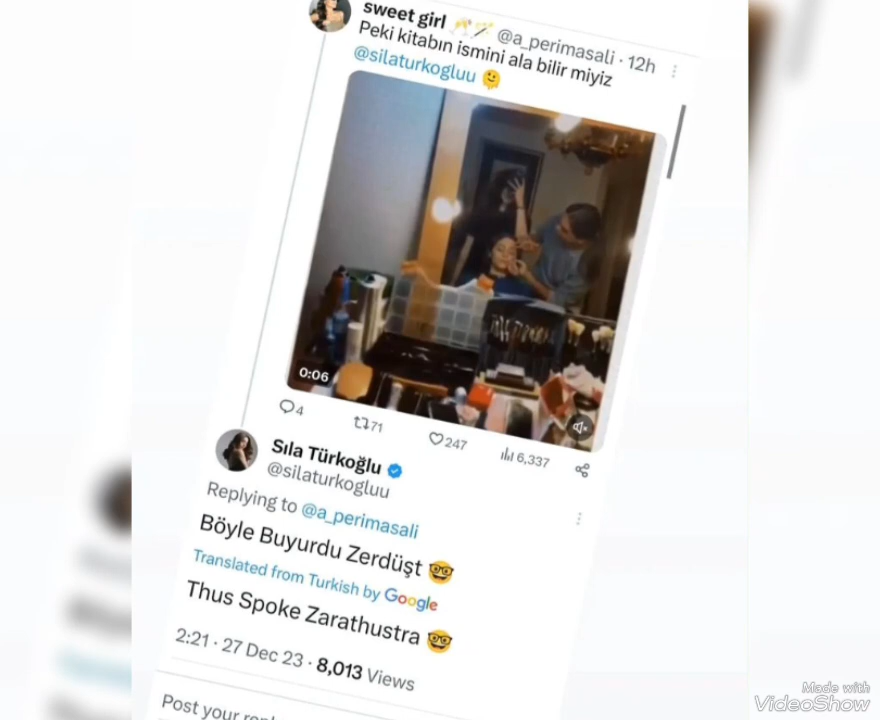 sweet girl 🥂🪄 @a_perimasali · 12h
Peki kitabın ismini ala bilir miyiz
@silaturkogluu 🫠
0:06
4 71 247 6,337
Sıla Türkoğlu
@silaturkogluu
Replying to @a_perimasali
Böyle Buyurdu Zerdüşt 🤓
Translated from Turkish by Google
Thus Spoke Zarathustra 🤓
2:21 · 27 Dec 23 · 8,013 Views
Post your
Made with
VideoShow